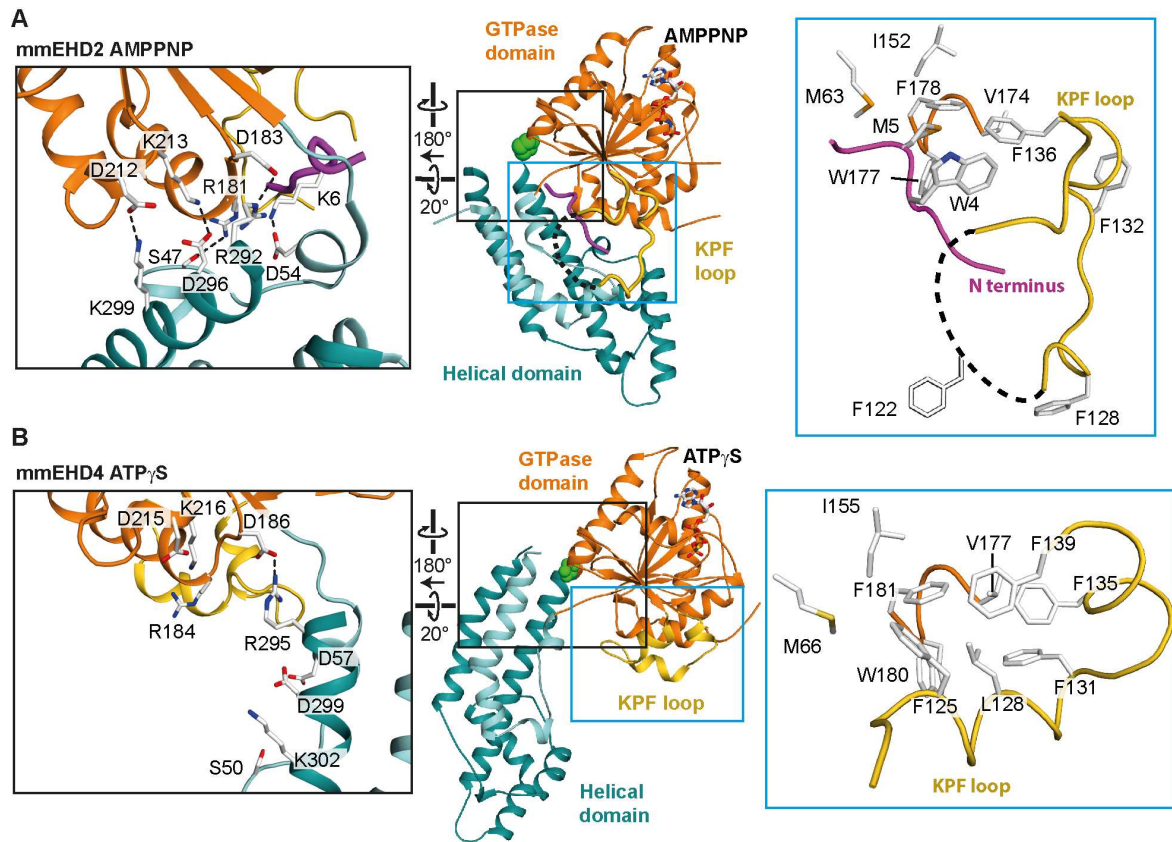 A
mmEHD2 AMPPNP
D183
K213
D212
R181
K6
S47
R292
D54
D296
K299
180°
20°
GTPase
domain
AMPPNP
KPF
loop
Helical domain
I152
M63
F178
V174
KPF loop
M5
F136
W177
W4
F132
N terminus
F122
F128
B
mmEHD4 ATPγS
K216
D215
D186
R184
R295
D57
D299
K302
S50
180°
20°
GTPase
domain
ATPγS
KPF loop
Helical
domain
I155
V177
F139
F181
F135
M66
W180
F131
F125
L128
KPF loop